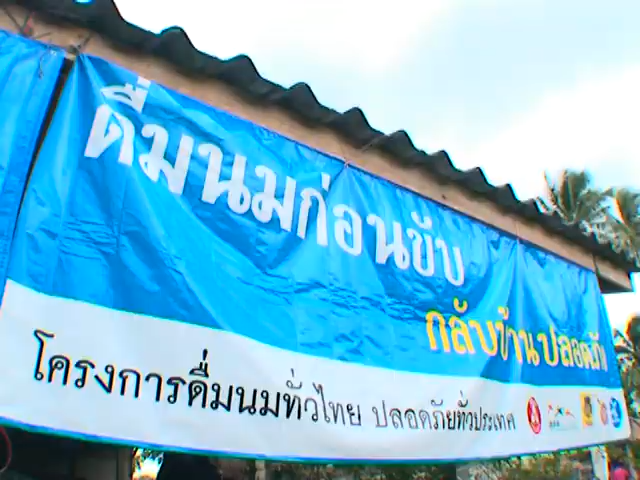 ดื่มนมก่อนขับ
กลับบ้านปลอดภัย
โครงการดื่มนมทั่วไทย ปลอดภัยทั่วประเทศ